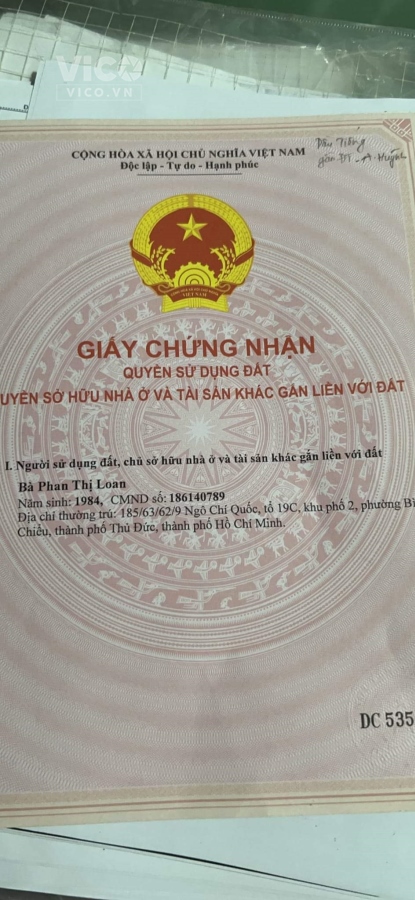 VICO
VICO.VN
CỘNG HÒA XÃ HỘI CHỦ NGHĨA VIỆT NAM
Độc lập - Tự do - Hạnh phúc
Dầu Tiếng
VIỆT NAM
GIẤY CHỨNG NHẬN
QUYỀN SỬ DỤNG ĐẤT
UYỀN SỞ HỮU NHÀ Ở VÀ TÀI SẢN KHÁC GẮN LIỀN VỚI ĐẤT
I. Người sử dụng đất, chủ sở hữu nhà ở và tài sản khác gắn liền với đất
Bà Phan Thị Loan
Năm sinh: 1984, CMND số: 186140789
Địa chỉ thường trú: 185/63/62/9 Ngô Chí Quốc, tổ 19C, khu phố 2, phường Bì
Chiểu, thành phố Thủ Đức, thành phố Hồ Chí Minh.
DC 535